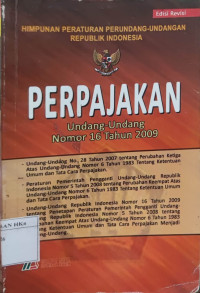 Edisi Revisi
HIMPUNAN PERATURAN PERUNDANG-UNDANGAN
REPUBLIK INDONESIA
PERPAJAKAN
Undang-Undang
Nomor 16 Tahun 2009
- Undang-Undang No. 28 Tahun 2007 tentang Perubahan Ketiga
Atas Undang-Undang Nomor 6 Tahun 1983 tentang Ketentuan
Umum dan Tata Cara Perpajakan.
- Peraturan Pemerintah Pengganti Undang-Undang Republik
Indonesia Nomor 5 Tahun 2008 tentang Perubahan Keempat Atas
Undang-Undang Nomor 6 Tahun 1983 tentang Ketentuan Umum
dan Tata Cara Perpajakan.
- Undang-Undang Republik Indonesia Nomor 16 Tahun 2009
tentang Penetapan Peraturan Pemerintah Pengganti Undang-
Undang Republik Indonesia Nomor 5 Tahun 2008 tentang
Perubahan Keempat Atas Undang-Undang Nomor 6 Tahun 1983
tentang Ketentuan Umum dan Tata Cara Perpajakan Menjadi
Undang-Undang.